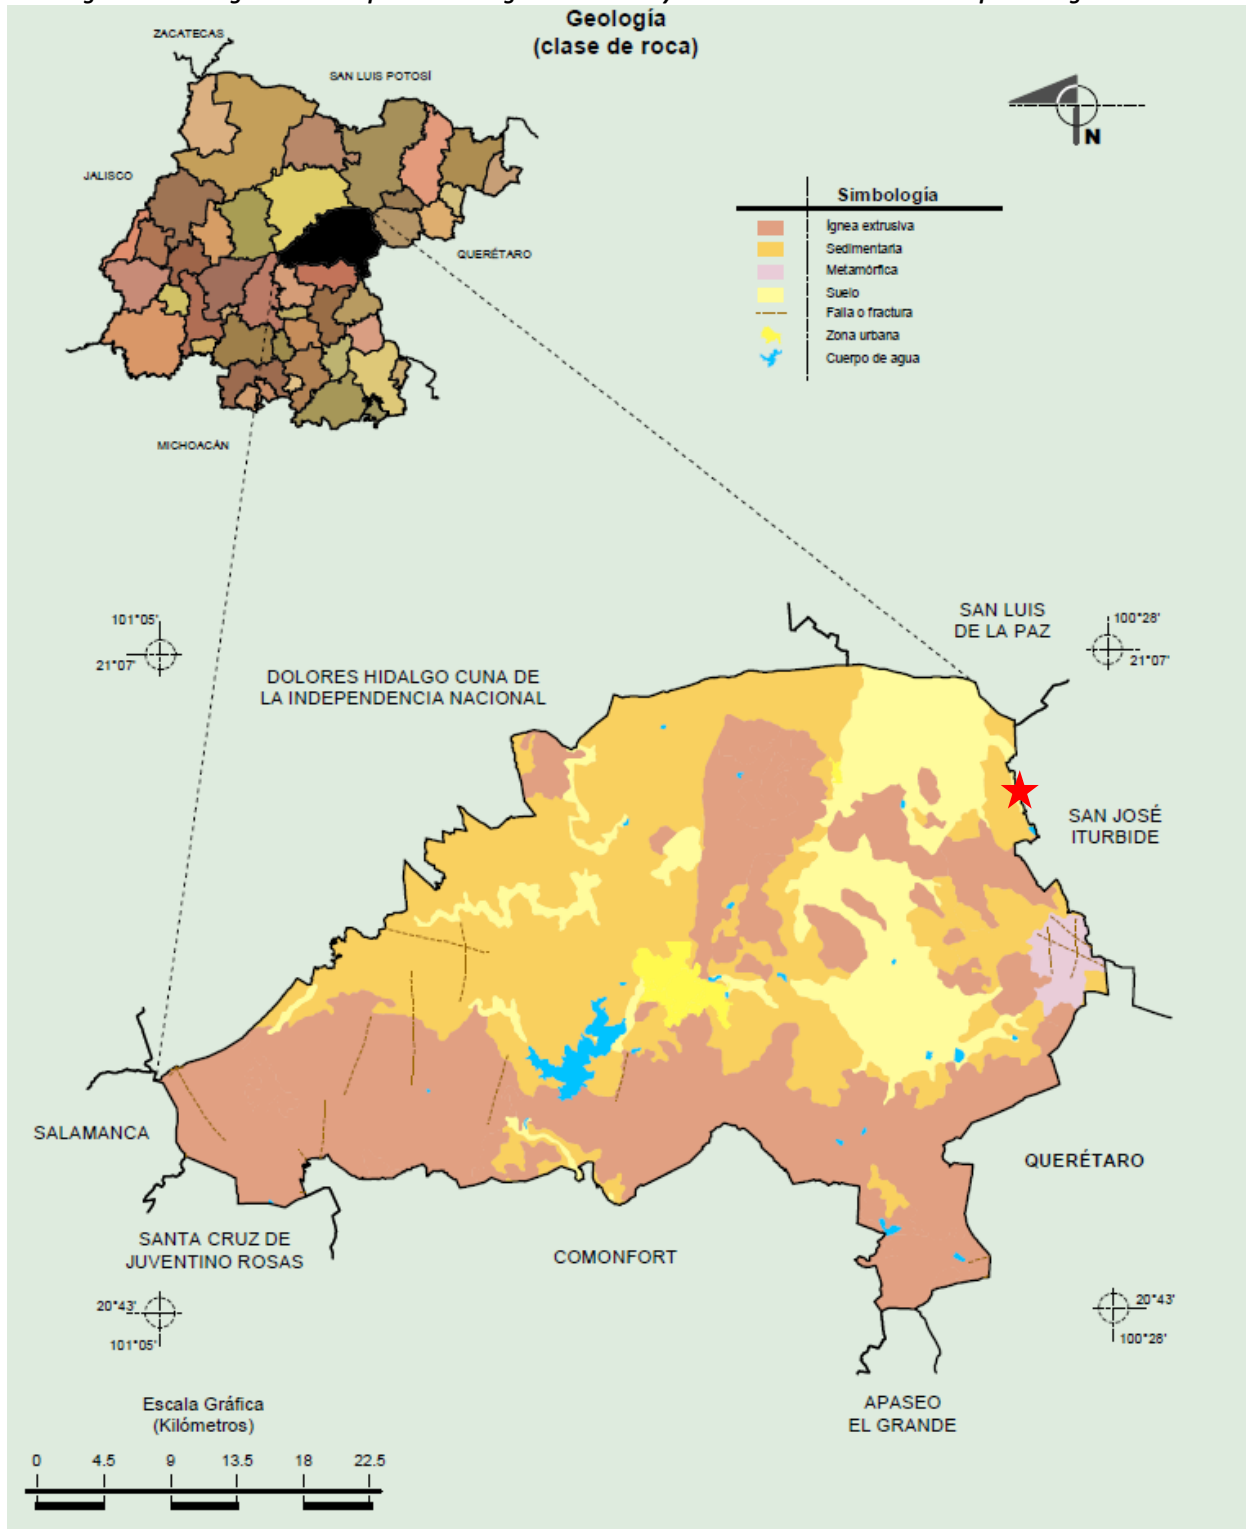 Geología
(clase de roca)
ZACATECAS
SAN LUIS POTOSÍ
JALISCO
QUERÉTARO
MICHOACÁN
N
Simbología
Ígnea extrusiva
Sedimentaria
Metamórfica
Suelo
Falla o fractura
Zona urbana
Cuerpo de agua
101°05'
21°07'
SAN LUIS
DE LA PAZ
100°28'
21°07'
DOLORES HIDALGO CUNA DE
LA INDEPENDENCIA NACIONAL
SAN JOSÉ
ITURBIDE
SALAMANCA
QUERÉTARO
SANTA CRUZ DE
JUVENTINO ROSAS
COMONFORT
20°43'
101°05'
20°43'
100°28'
APASEO
EL GRANDE
Escala Gráfica
(Kilómetros)
0 4.5 9 13.5 18 22.5